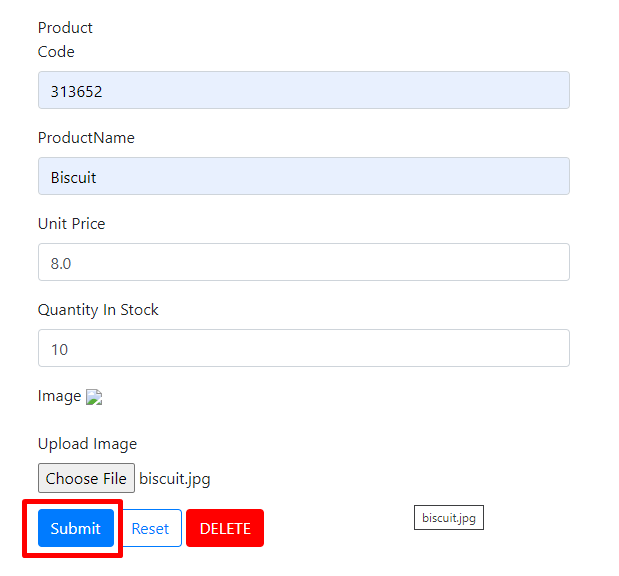 Product
Code
313652
ProductName
Biscuit
Unit Price
8.0
Quantity In Stock
10
Image
Upload Image
Choose File biscuit.jpg
Submit Reset DELETE
biscuit.jpg